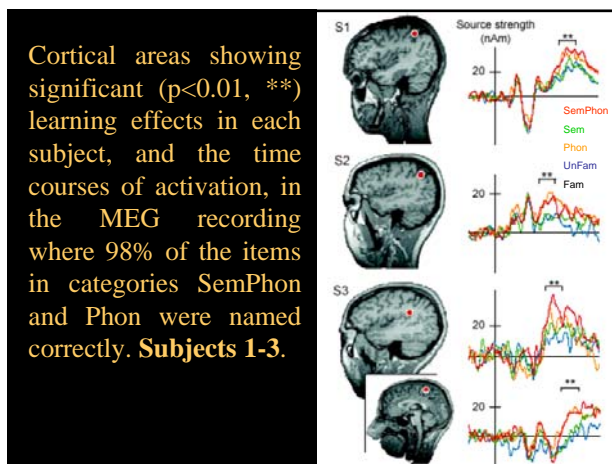 Cortical areas showing
significant (p<0.01, **)
learning effects in each
subject, and the time
courses of activation, in
the MEG recording
where 98% of the items
in categories SemPhon
and Phon were named
correctly. Subjects 1-3.
S1
Source strength
(nAm)
**
20
SemPhon
Sem
Phon
UnFam
Fam
S2
**
20
S3
**
20
**
20